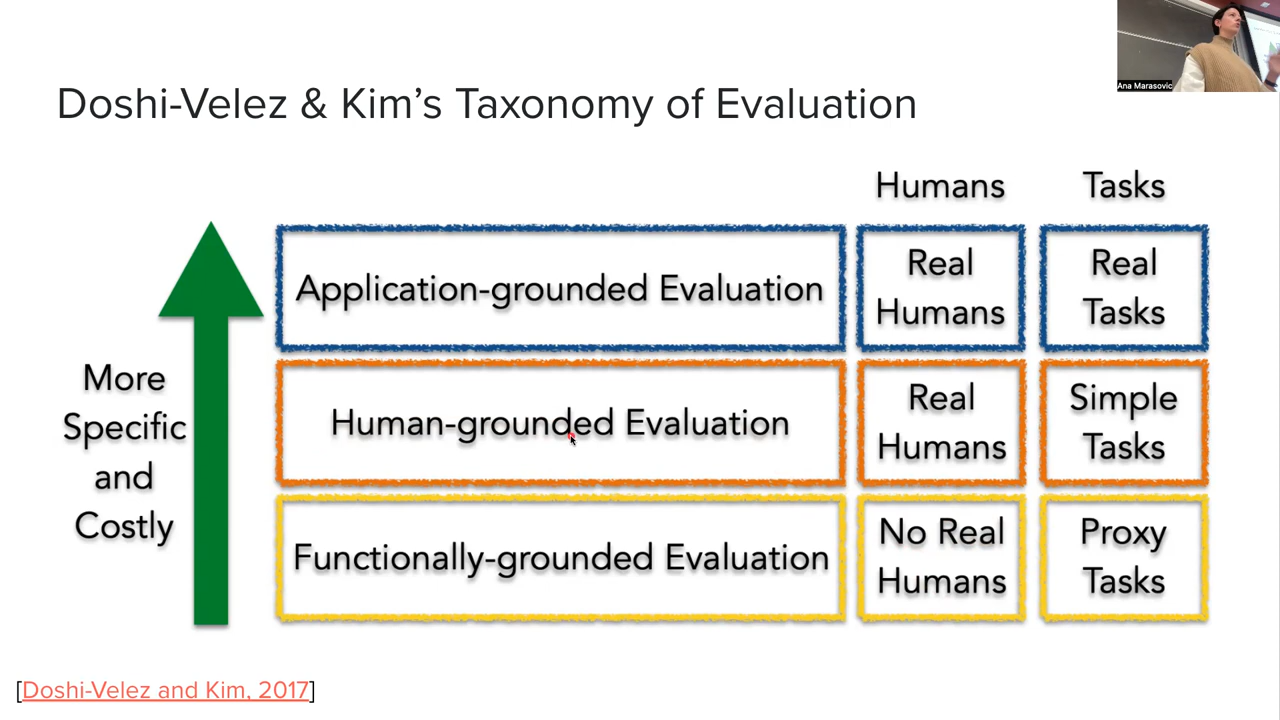 Ana Marasovic
Doshi-Velez & Kim's Taxonomy of Evaluation
Humans
Tasks
More
Specific
and
Costly
Application-grounded Evaluation
Real
Humans
Real
Tasks
Human-grounded Evaluation
Real
Humans
Simple
Tasks
Functionally-grounded Evaluation
No Real
Humans
Proxy
Tasks
[Doshi-Velez and Kim, 2017]